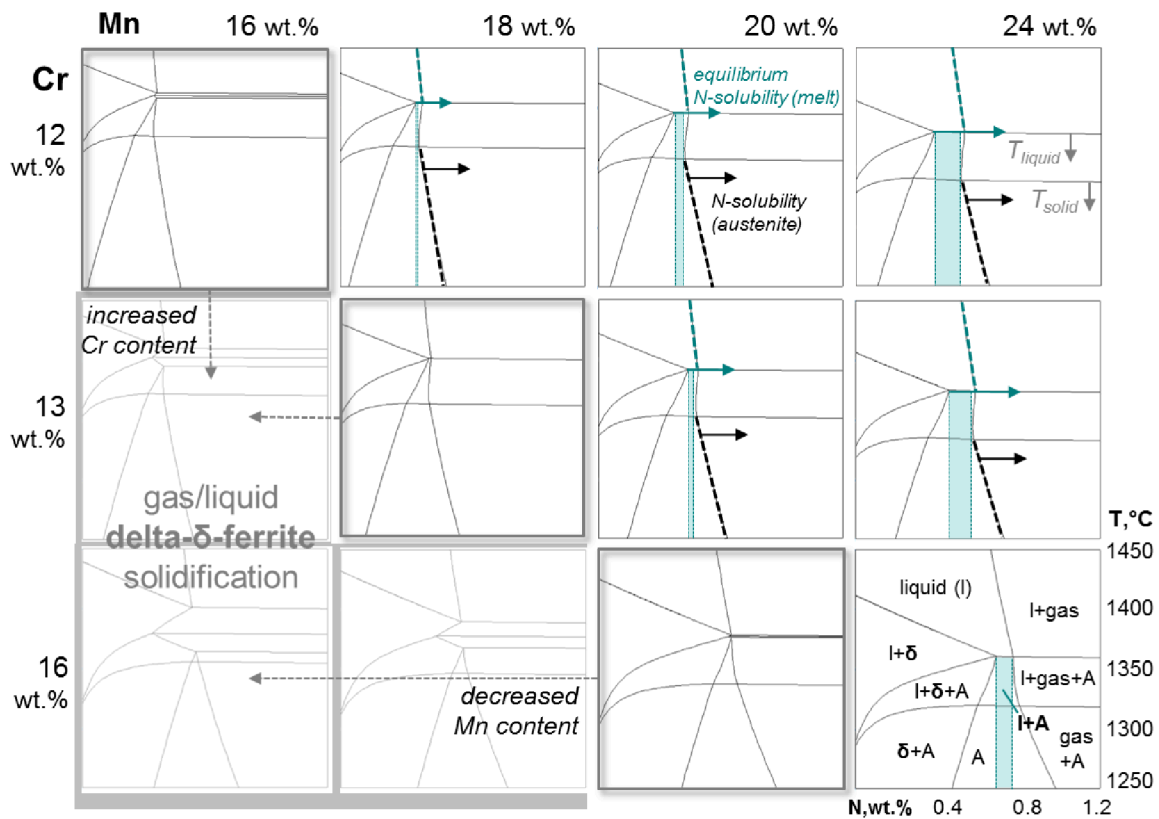 Mn 16 wt.% 18 wt.% 20 wt.% 24 wt.%
Cr
12
wt.%
equilibrium
N-solubility (melt)
N-solubility
(austenite)
Tliquid
Tsolid
increased
Cr content
13
wt.%
gas/liquid
delta-δ-ferrite
solidification
16
wt.%
decreased
Mn content
T,°C
1450
1400
1350
1300
1250
liquid (l)
l+gas
l+δ
l+gas+A
l+δ+A
l+A
δ+A
A
gas
+A
N,wt.% 0.4 0.8 1.2